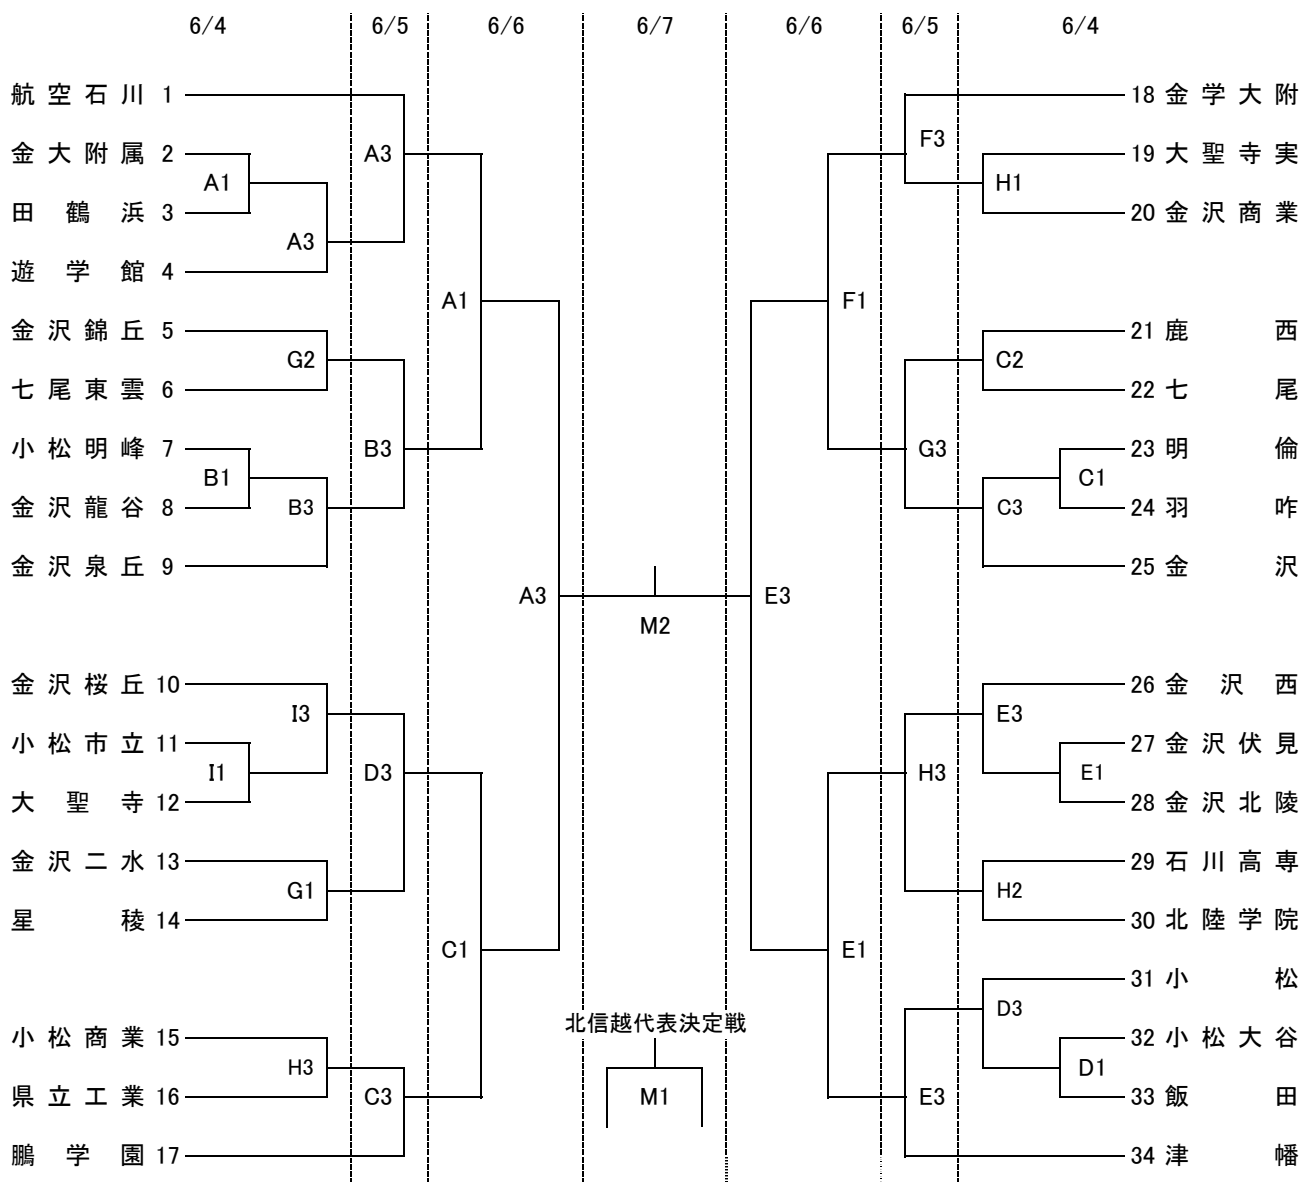 6/4 6/5 6/6 6/7 6/6 6/5 6/4
航空石川 1
18 金学大附
F3
金大附属 2
A3
19 大聖寺実
A1
H1
田鶴浜 3
20 金沢商業
A3
遊学館 4
A1
F1
金沢錦丘 5
21 鹿西
G2
C2
七尾東雲 6
22 七尾
小松明峰 7
B3
G3
23 明倫
B1
C1
金沢龍谷 8
B3
C3
24 羽咋
金沢泉丘 9
25 金沢
A3
E3
M2
金沢桜丘 10
26 金沢西
I3
E3
小松市立 11
27 金沢伏見
I1
D3
H3
E1
大聖寺 12
28 金沢北陵
金沢二水 13
29 石川高専
G1
H2
星稜 14
30 北陸学院
C1
E1
31 小松
D3
北信越代表決定戦
小松商業 15
32 小松大谷
H3
D1
県立工業 16
C3
M1
E3
33 飯田
鵬学園 17
34 津幡